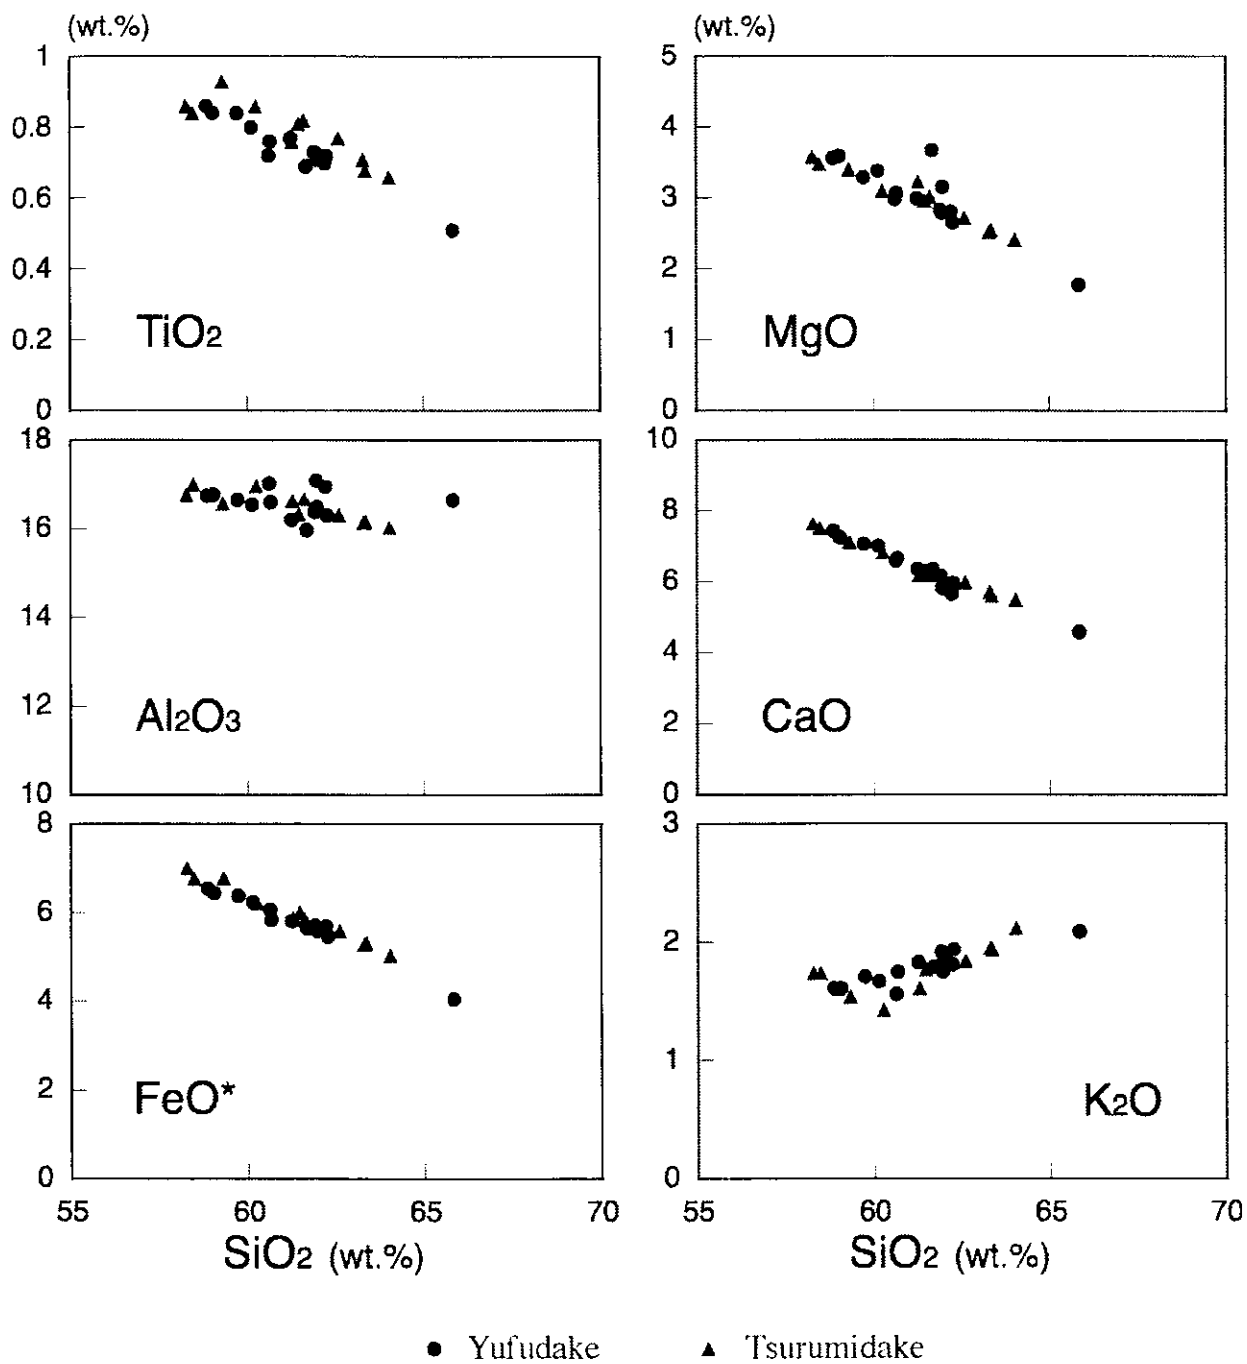 (wt.%) (wt.%)
1 5
0.8 4
0.6 3
0.4 2
0.2 1
TiO2 MgO
0 0
18 10
16 8
14 6
12 4
Al2O3 CaO
2
10 0
8 3
6 2
4
2 1
FeO* K2O
0 0
55 60 65 70 55 60 65 70
SiO2 (wt.%) SiO2 (wt.%)
● Yufudake ▲ Tsurumidake